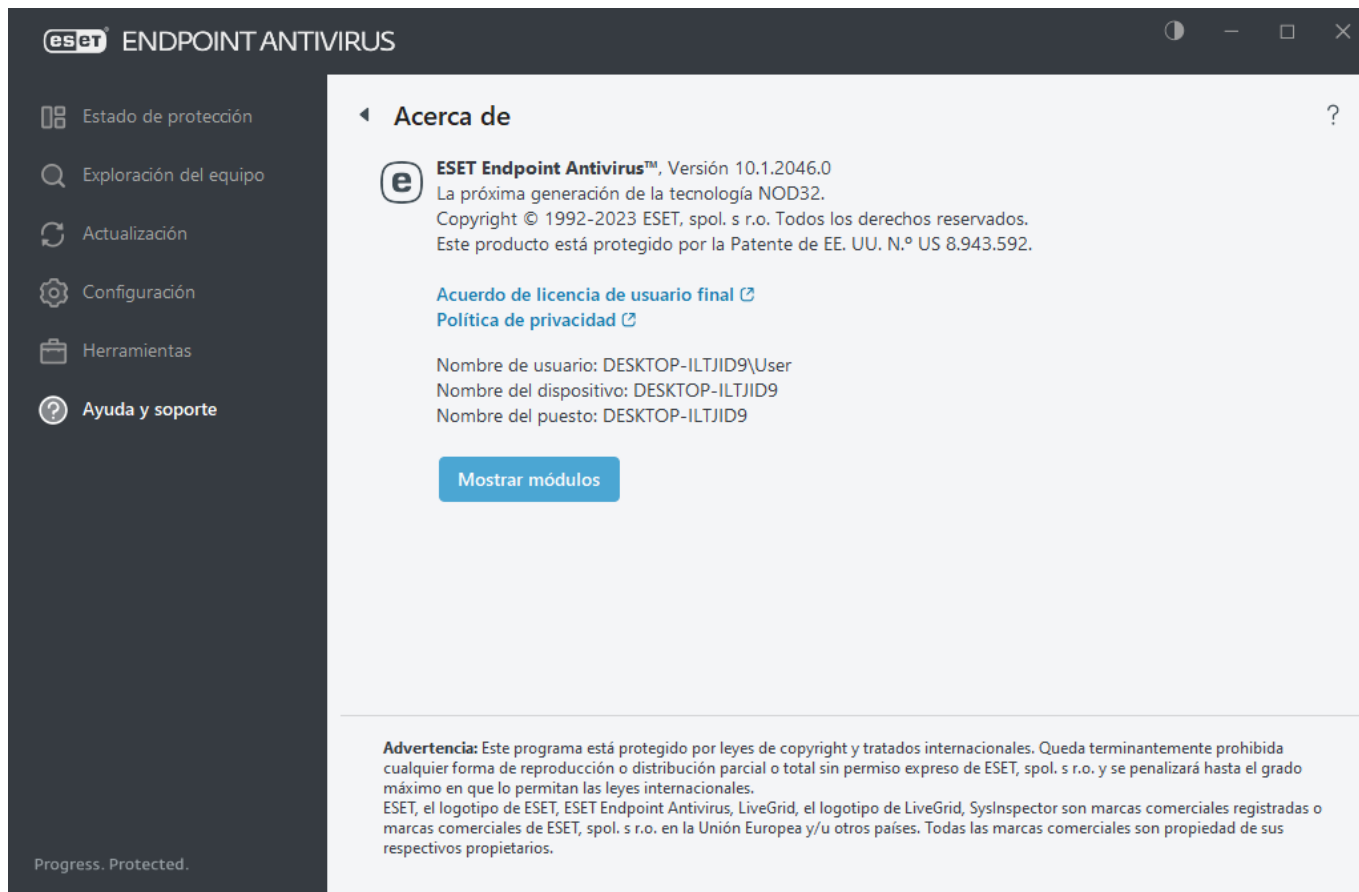 eset ENDPOINT ANTIVIRUS
Estado de protección
Exploración del equipo
Actualización
Configuración
Herramientas
Ayuda y soporte
Progress. Protected.
Acerca de
?
e
ESET Endpoint Antivirus™, Versión 10.1.2046.0
La próxima generación de la tecnología NOD32.
Copyright © 1992-2023 ESET, spol. s r.o. Todos los derechos reservados.
Este producto está protegido por la Patente de EE. UU. N.º US 8.943.592.
Acuerdo de licencia de usuario final
Política de privacidad
Nombre de usuario: DESKTOP-ILTJID9\User
Nombre del dispositivo: DESKTOP-ILTJID9
Nombre del puesto: DESKTOP-ILTJID9
Mostrar módulos
Advertencia: Este programa está protegido por leyes de copyright y tratados internacionales. Queda terminantemente prohibida
cualquier forma de reproducción o distribución parcial o total sin permiso expreso de ESET, spol. s r.o. y se penalizará hasta el grado
máximo en que lo permitan las leyes internacionales.
ESET, el logotipo de ESET, ESET Endpoint Antivirus, LiveGrid, el logotipo de LiveGrid, SysInspector son marcas comerciales registradas o
marcas comerciales de ESET, spol. s r.o. en la Unión Europea y/u otros países. Todas las marcas comerciales son propiedad de sus
respectivos propietarios.